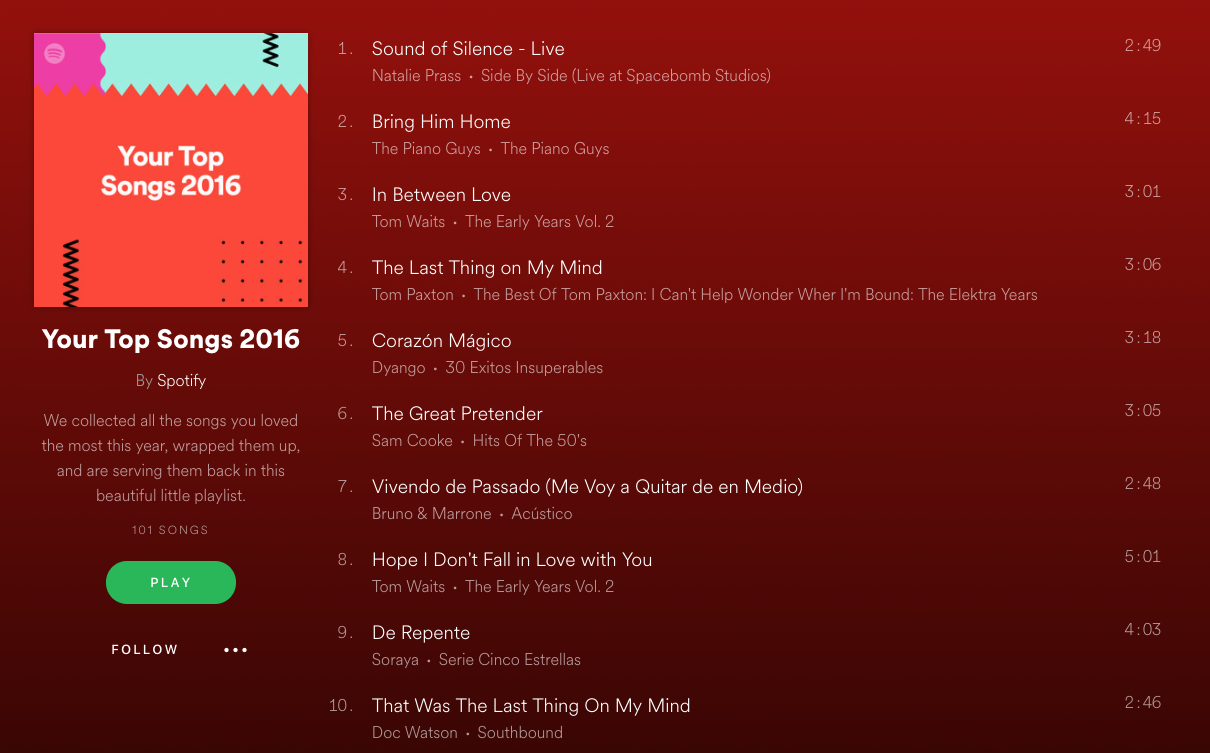 Your Top
Songs 2016
Your Top Songs 2016
By Spotify
We collected all the songs you loved
the most this year, wrapped them up,
and are serving them back in this
beautiful little playlist.
101 SONGS
PLAY
FOLLOW
1. Sound of Silence - Live 2:49
Natalie Prass • Side By Side (Live at Spacebomb Studios)
2. Bring Him Home 4:15
The Piano Guys • The Piano Guys
3. In Between Love 3:01
Tom Waits • The Early Years Vol. 2
4. The Last Thing on My Mind 3:06
Tom Paxton • The Best Of Tom Paxton: I Can't Help Wonder Wher I'm Bound: The Elektra Years
5. Corazón Mágico 3:18
Dyango • 30 Exitos Insuperables
6. The Great Pretender 3:05
Sam Cooke • Hits Of The 50's
7. Vivendo de Passado (Me Voy a Quitar de en Medio) 2:48
Bruno & Marrone • Acústico
8. Hope I Don't Fall in Love with You 5:01
Tom Waits • The Early Years Vol. 2
9. De Repente 4:03
Soraya • Serie Cinco Estrellas
10. That Was The Last Thing On My Mind 2:46
Doc Watson • Southbound